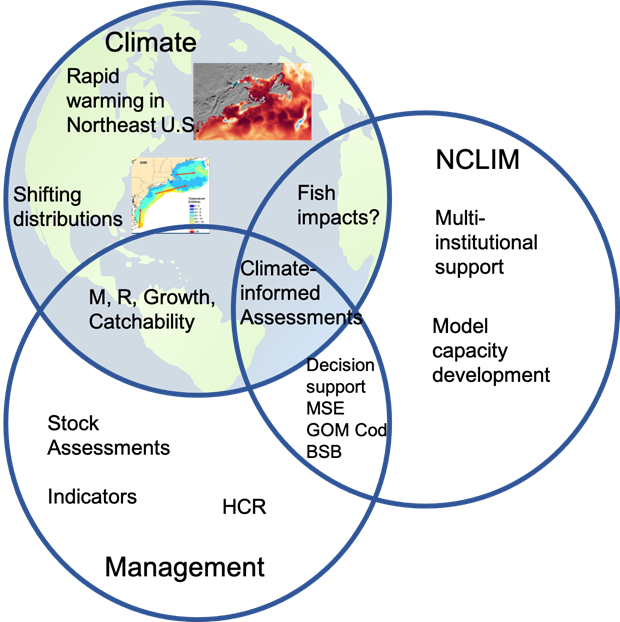 Climate
Rapid
warming in
Northeast U.S.
NCLIM
Shifting
distributions
Fish
impacts?
Multi-
institutional
support
M, R, Growth,
Catchability
Climate-
informed
Assessments
Model
capacity
development
Decision
support
MSE
GOM Cod
BSB
Stock
Assessments
Indicators
HCR
Management